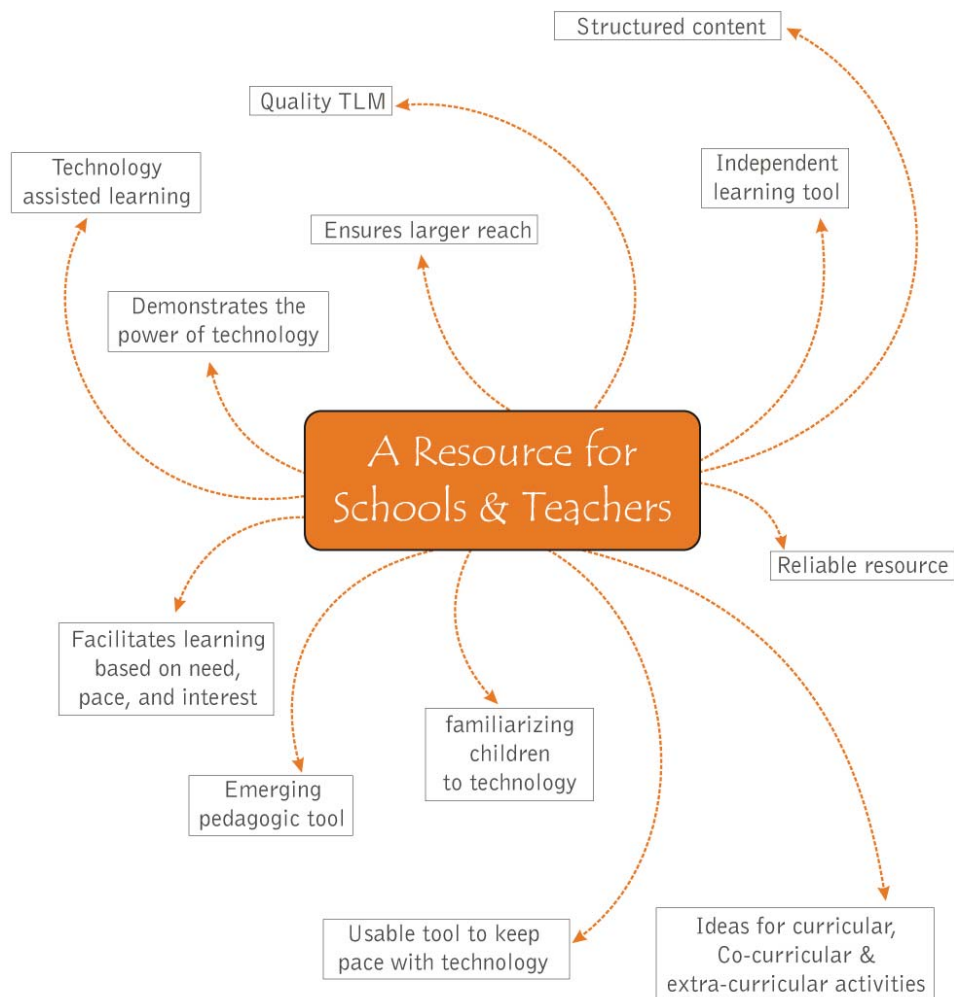 Structured content
Quality TLM
Technology
assisted learning
Independent
learning tool
Ensures larger reach
Demonstrates the
power of technology
A Resource for
Schools & Teachers
Reliable resource
Facilitates learning
based on need,
pace, and interest
familiarizing
children
to technology
Emerging
pedagogic tool
Usable tool to keep
pace with technology
Ideas for curricular,
Co-curricular &
extra-curricular activities